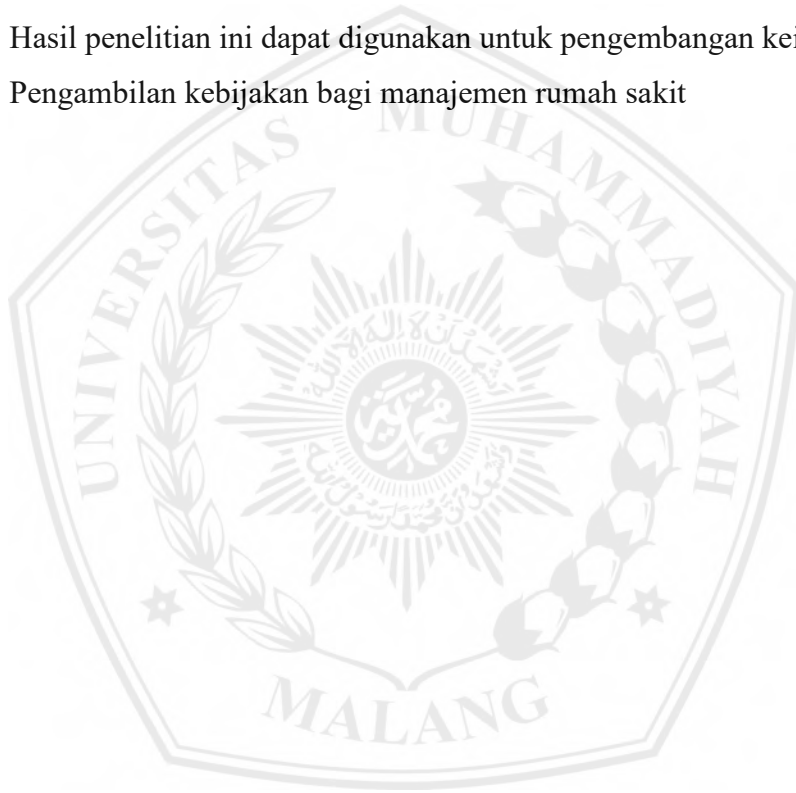 Hasil penelitian ini dapat digunakan untuk pengembangan
Pengambilan kebijakan bagi manajemen rumah sakit
UNIVERSITAS MUHAMMADIYAH
MALANG